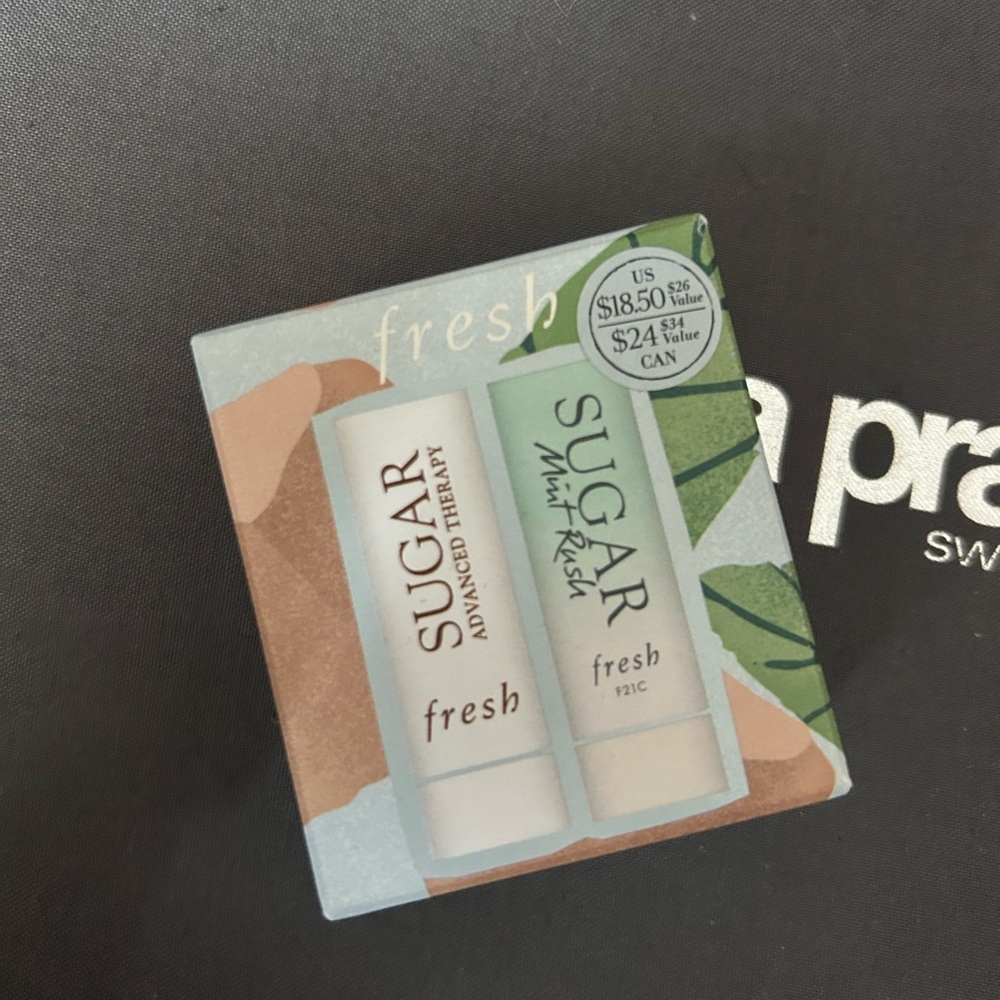 fresh
US
$18.50 $26 Value
$24 $34 Value
CAN
SUGAR
ADVANCED THERAPY
fresh
SUGAR
Mint Rush
fresh
F21C
a pra
SW